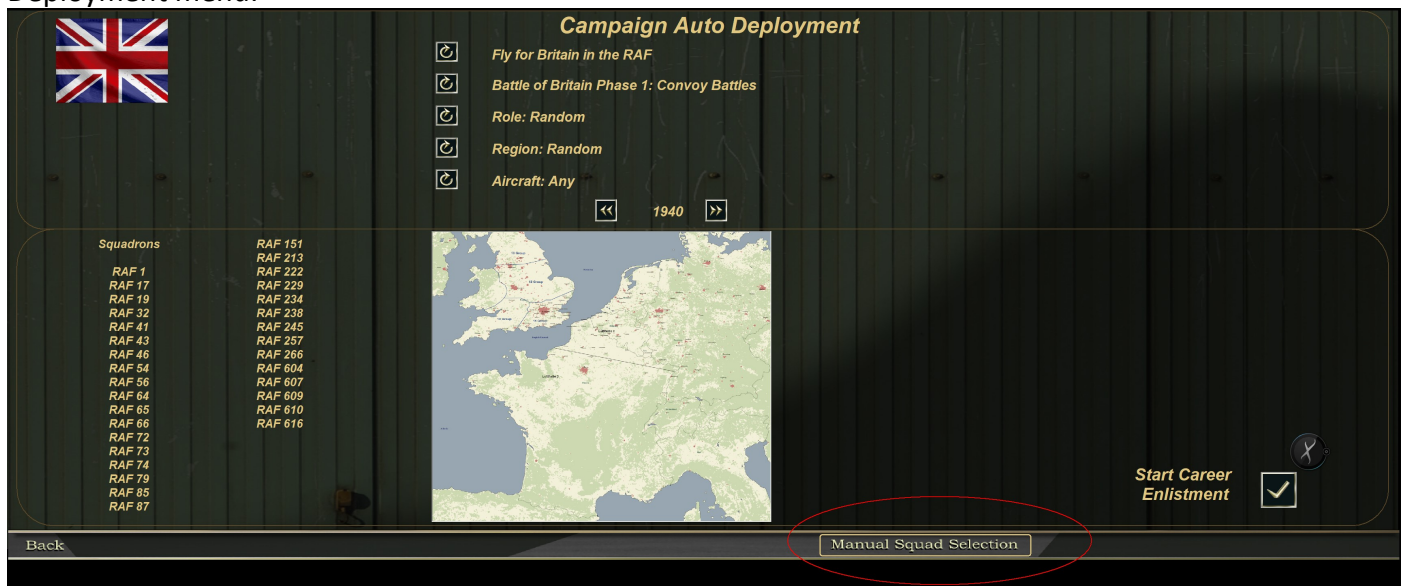 Deployment menu.
Campaign Auto Deployment
Fly for Britain in the RAF
Battle of Britain Phase 1: Convoy Battles
Role: Random
Region: Random
Aircraft: Any
1940
Squadrons
RAF 1
RAF 17
RAF 19
RAF 32
RAF 41
RAF 43
RAF 46
RAF 54
RAF 56
RAF 64
RAF 65
RAF 66
RAF 72
RAF 73
RAF 74
RAF 79
RAF 85
RAF 87
RAF 151
RAF 213
RAF 222
RAF 229
RAF 234
RAF 238
RAF 245
RAF 257
RAF 266
RAF 604
RAF 607
RAF 609
RAF 610
RAF 616
Start Career
Enlistment
Back
Manual Squad Selection